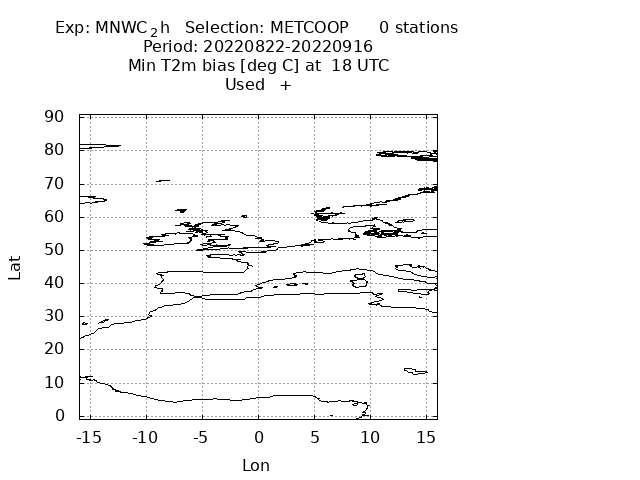 Exp: MNWC2h   Selection: METCOOP      0 stations
Period: 20220822-20220916
Min T2m bias [deg C] at  18 UTC
Used   +
90
80
70
60
50
40
30
20
10
0
Lat
-15 -10 -5 0 5 10 15
Lon